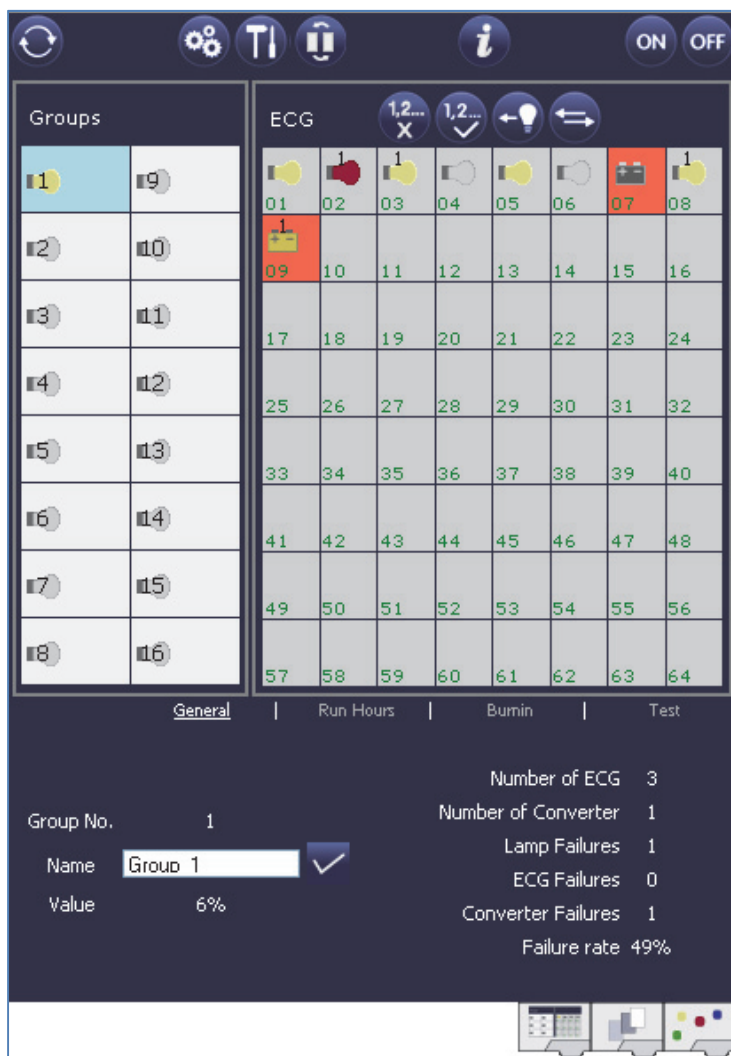 i ON OFF
Groups
ECG 1,2... X 1,2...
1 9
2 10
3 11
4 12
5 13
6 14
7 15
8 16
1 1 1
01 02 03 04 05 06 07 08
1
+ -
09 10 11 12 13 14 15 16
17 18 19 20 21 22 23 24
25 26 27 28 29 30 31 32
33 34 35 36 37 38 39 40
41 42 43 44 45 46 47 48
49 50 51 52 53 54 55 56
57 58 59 60 61 62 63 64
General | Run Hours | Burnin | Test
Group No. 1
Name Group 1
Value 6%
Number of ECG 3
Number of Converter 1
Lamp Failures 1
ECG Failures 0
Converter Failures 1
Failure rate 49%